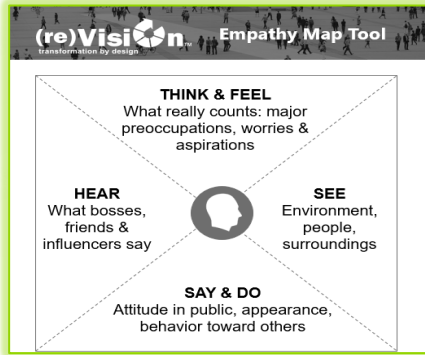 (re)Vision™ Empathy Map Tool
transformation by design
THINK & FEEL
What really counts: major
preoccupations, worries &
aspirations
HEAR
What bosses,
friends &
influencers say
SEE
Environment,
people,
surroundings
SAY & DO
Attitude in public, appearance,
behavior toward others